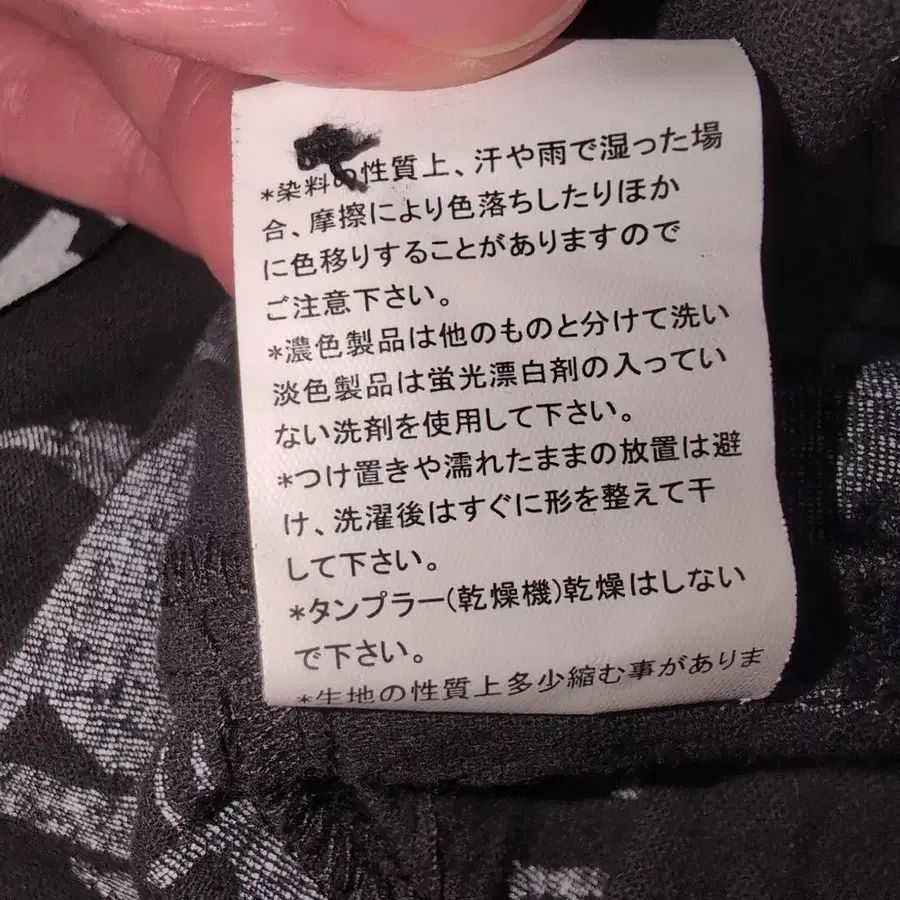 *染料の性質上、汗や雨で湿った場
合、摩擦により色落ちしたりほか
に色移りすることがありますので
ご注意下さい。
*濃色製品は他のものと分けて洗い
淡色製品は蛍光漂白剤の入ってい
ない洗剤を使用して下さい。
*つけ置きや濡れたままの放置は避
け、洗濯後はすぐに形を整えて干
して下さい。
*タンプラー(乾燥機)乾燥はしない
で下さい。
*生地の性質上多少縮む事がありま